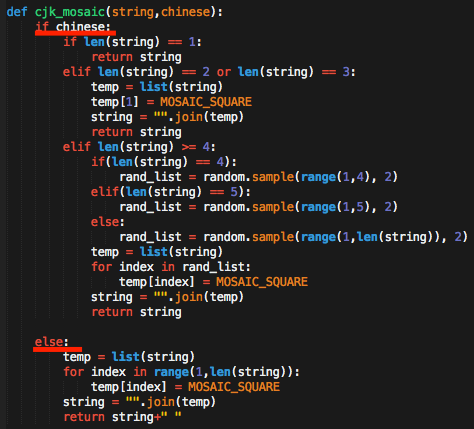 def cjk_mosaic(string,chinese):
    if chinese:
        if len(string) == 1:
            return string
        elif len(string) == 2 or len(string) == 3:
            temp = list(string)
            temp[1] = MOSAIC_SQUARE
            string = "".join(temp)
            return string
        elif len(string) >= 4:
            if(len(string) == 4):
                rand_list = random.sample(range(1,4), 2)
            elif(len(string) == 5):
                rand_list = random.sample(range(1,5), 2)
            else:
                rand_list = random.sample(range(1,len(string)), 2)
            temp = list(string)
            for index in rand_list:
                temp[index] = MOSAIC_SQUARE
            string = "".join(temp)
            return string
    else:
        temp = list(string)
        for index in range(1,len(string)):
            temp[index] = MOSAIC_SQUARE
        string = "".join(temp)
        return string+" "